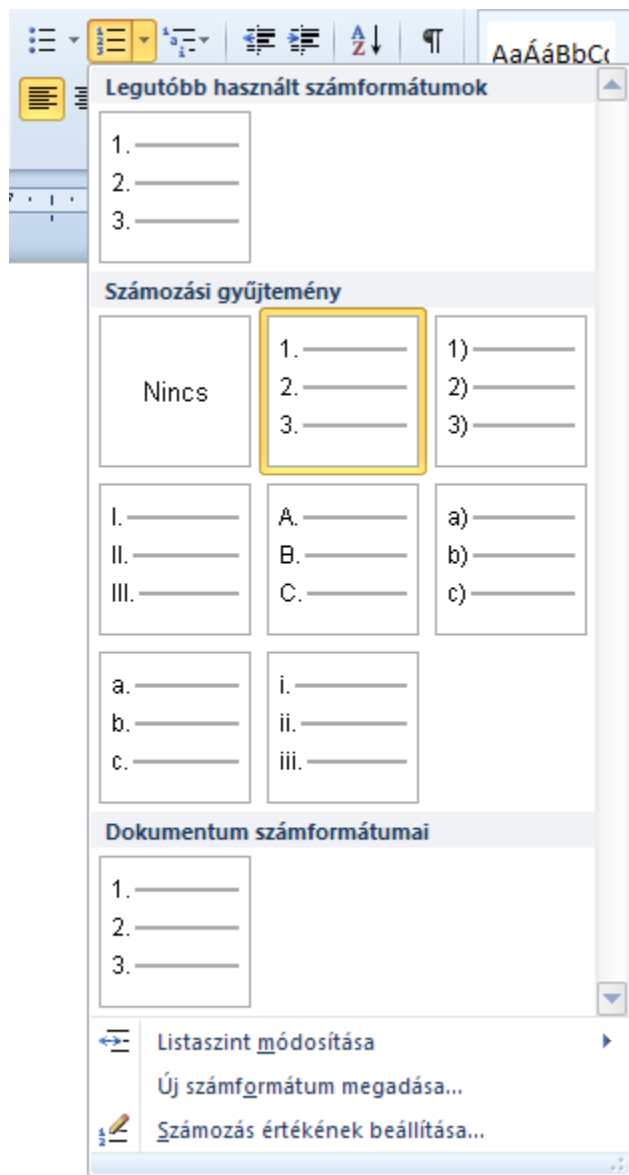 AaÁáBbC
Legutóbb használt számformátumok
1.
2.
3.
Számozási gyűjtemény
Nincs
1.
2.
3.
1)
2)
3)
I.
II.
III.
A.
B.
C.
a)
b)
c)
a.
b.
c.
i.
ii.
iii.
Dokumentum számformátumai
1.
2.
3.
Listaszint módosítása
Új számformátum megadása...
Számozás értékének beállítása...